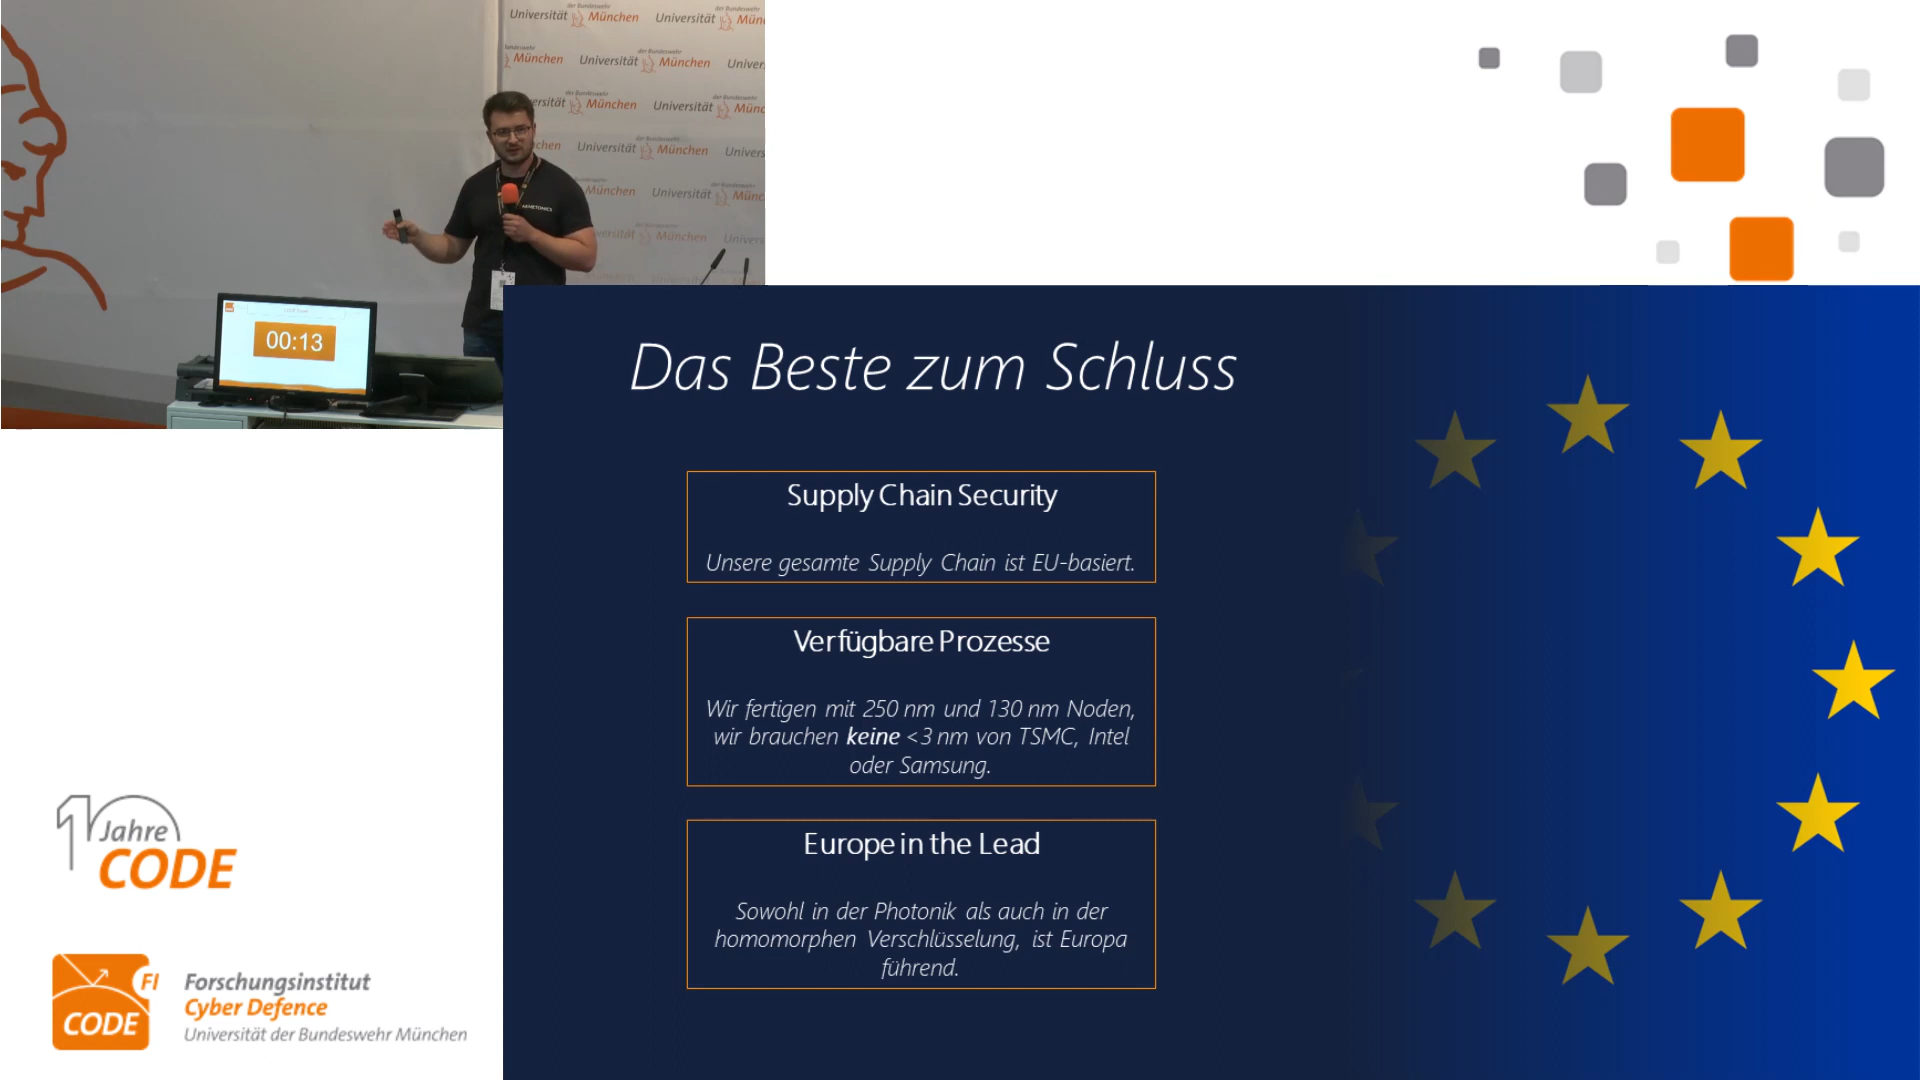 der Bundeswehr
Universität München
Universität
München Universität München
Universität München
Universität München
München
Universität
München
00:13
Das Beste zum Schluss
Supply Chain Security
Unsere gesamte Supply Chain ist EU-basiert.
Verfügbare Prozesse
Wir fertigen mit 250 nm und 130 nm Noden,
wir brauchen keine <3 nm von TSMC, Intel
oder Samsung.
Europe in the Lead
Sowohl in der Photonik als auch in der
homomorphen Verschlüsselung, ist Europa
führend.
10 Jahre
CODE
FI
CODE
Forschungsinstitut
Cyber Defence
Universität der Bundeswehr München